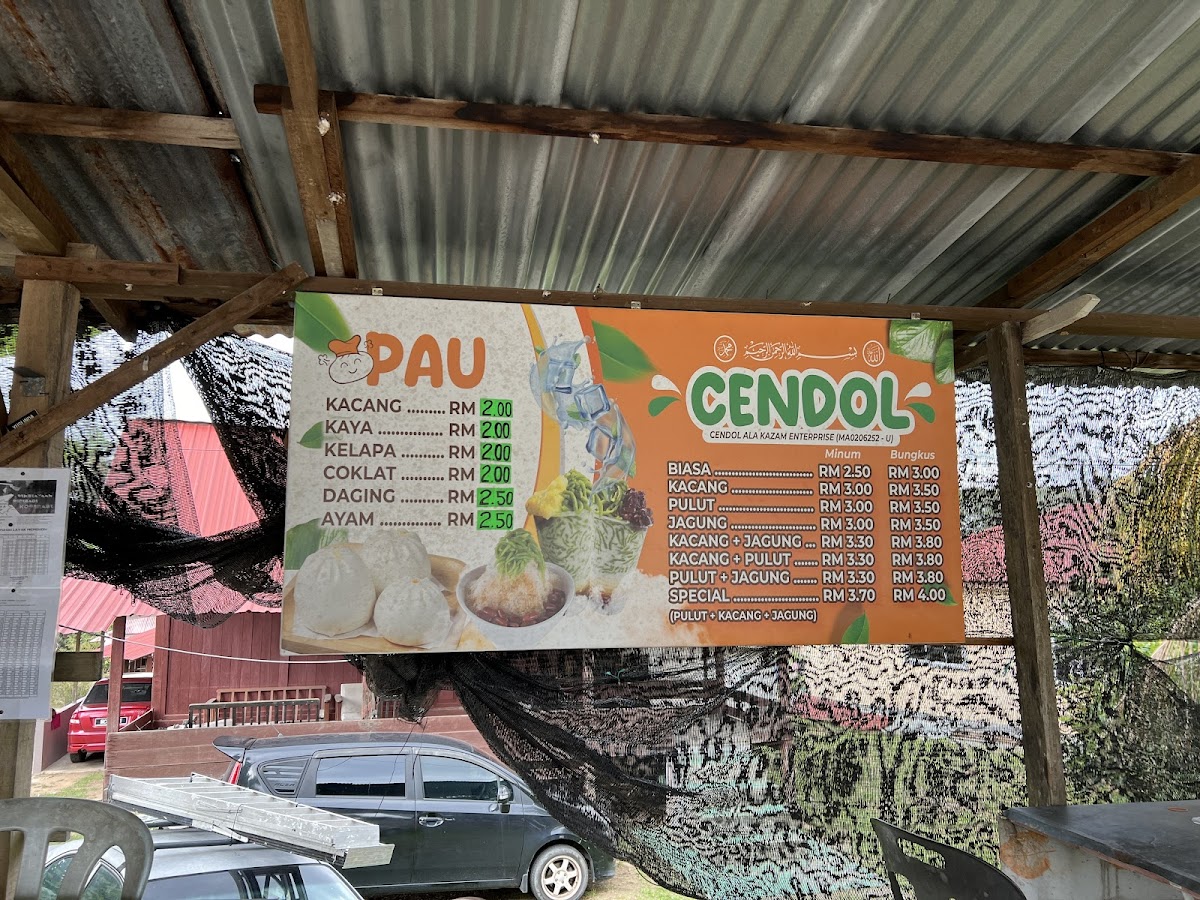 PAU
KACANG ......... RM 2.00
KAYA ............... RM 2.00
KELAPA ........... RM 2.00
COKLAT ........... RM 2.00
DAGING .......... RM 2.50
AYAM .............. RM 2.50
بسم الله الرحمن الرحيم
CENDOL
CENDOL ALA KAZAM ENTERPRISE (MA0206252 - U)
Minum Bungkus
BIASA ............................ RM 2.50 RM 3.00
KACANG ....................... RM 3.00 RM 3.50
PULUT ........................... RM 3.00 RM 3.50
JAGUNG ........................ RM 3.00 RM 3.50
KACANG + JAGUNG ... RM 3.30 RM 3.80
KACANG + PULUT ....... RM 3.30 RM 3.80
PULUT + JAGUNG ....... RM 3.30 RM 3.80
SPECIAL ........................ RM 3.70 RM 4.00
(PULUT + KACANG + JAGUNG)